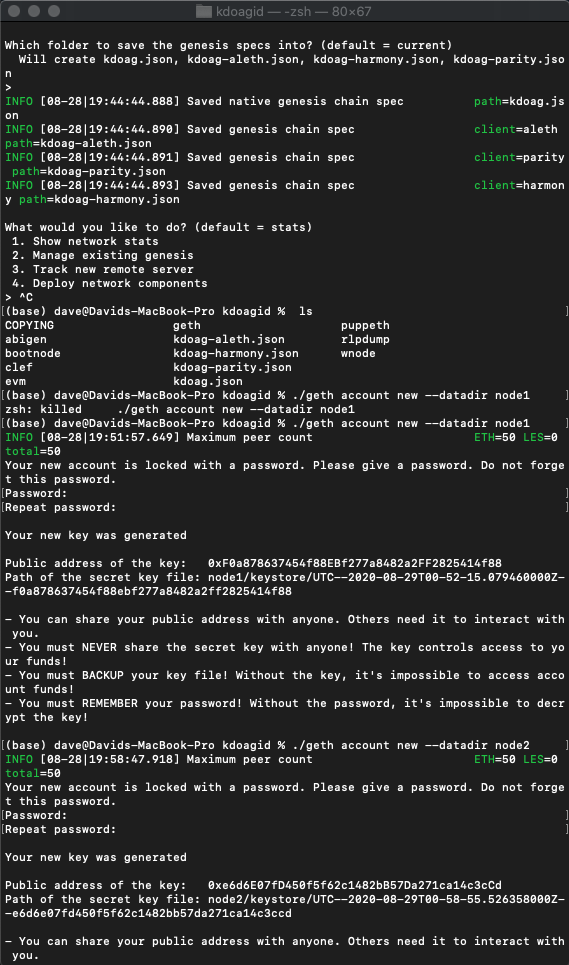 kdoagid — -zsh — 80×67
Which folder to save the genesis specs into? (default = current)
  Will create kdoag.json, kdoag-aleth.json, kdoag-harmony.json, kdoag-parity.jso
n
>
INFO [08-28|19:44:44.888] Saved native genesis chain spec          path=kdoag.js
on
INFO [08-28|19:44:44.890] Saved genesis chain spec                 client=aleth
path=kdoag-aleth.json
INFO [08-28|19:44:44.891] Saved genesis chain spec                 client=parity
 path=kdoag-parity.json
INFO [08-28|19:44:44.893] Saved genesis chain spec                 client=harmon
y path=kdoag-harmony.json
What would you like to do? (default = stats)
 1. Show network stats
 2. Manage existing genesis
 3. Track new remote server
 4. Deploy network components
> ^C
[(base) dave@Davids-MacBook-Pro kdoagid %  ls                                   ]
COPYING                 geth                    puppeth
abigen                  kdoag-aleth.json        rlpdump
bootnode                kdoag-harmony.json      wnode
clef                    kdoag-parity.json
evm                     kdoag.json
[(base) dave@Davids-MacBook-Pro kdoagid % ./geth account new --datadir node1     ]
zsh: killed     ./geth account new --datadir node1
[(base) dave@Davids-MacBook-Pro kdoagid % ./geth account new --datadir node1     ]
INFO [08-28|19:51:57.649] Maximum peer count                       ETH=50 LES=0
total=50
Your new account is locked with a password. Please give a password. Do not forge
t this password.
[Password:                                                                       ]
[Repeat password:                                                                ]
Your new key was generated
Public address of the key:   0xF0a878637454f88EBf277a8482a2FF2825414f88
Path of the secret key file: node1/keystore/UTC--2020-08-29T00-52-15.079460000Z-
-f0a878637454f88ebf277a8482a2ff2825414f88
- You can share your public address with anyone. Others need it to interact with
 you.
- You must NEVER share the secret key with anyone! The key controls access to yo
ur funds!
- You must BACKUP your key file! Without the key, it's impossible to access acco
unt funds!
- You must REMEMBER your password! Without the password, it's impossible to decr
ypt the key!
[(base) dave@Davids-MacBook-Pro kdoagid % ./geth account new --datadir node2     ]
INFO [08-28|19:58:47.918] Maximum peer count                       ETH=50 LES=0
total=50
Your new account is locked with a password. Please give a password. Do not forge
t this password.
[Password:                                                                       ]
[Repeat password:                                                                ]
Your new key was generated
Public address of the key:   0xe6d6E07fD450f5f62c1482bB57Da271ca14c3cCd
Path of the secret key file: node2/keystore/UTC--2020-08-29T00-58-55.526358000Z-
-e6d6e07fd450f5f62c1482bb57da271ca14c3ccd
- You can share your public address with anyone. Others need it to interact with
 you.